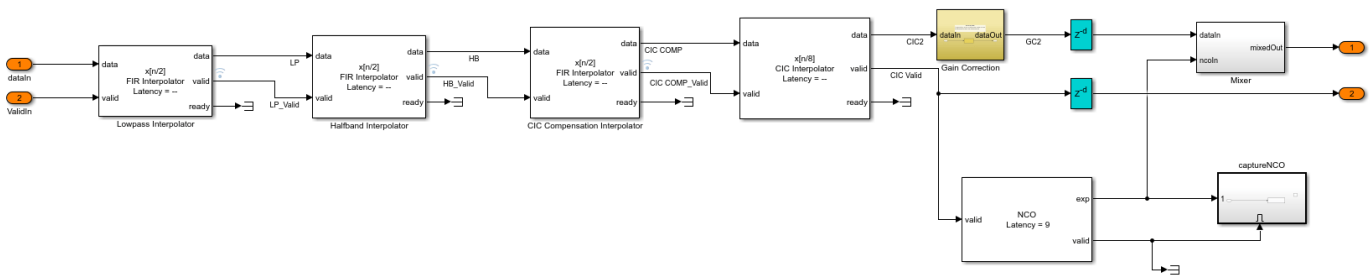 1
dataIn
2
ValidIn
data
valid
x[n/2]
FIR Interpolator
Latency = --
data
valid
ready
Lowpass Interpolator
LP
LP_Valid
data
valid
x[n/2]
FIR Interpolator
Latency = --
data
valid
ready
Halfband Interpolator
HB
HB_Valid
data
valid
x[n/2]
FIR Interpolator
Latency = --
data
valid
ready
CIC Compensation Interpolator
CIC COMP
CIC COMP_Valid
data
valid
x[n/8]
CIC Interpolator
Latency = --
data
valid
ready
CIC2
CIC Valid
dataIn
dataOut
Gain Correction
GC2
z-d
z-d
dataIn
ncoIn
mixedOut
Mixer
1
2
valid
NCO
Latency = 9
exp
valid
captureNCO
1